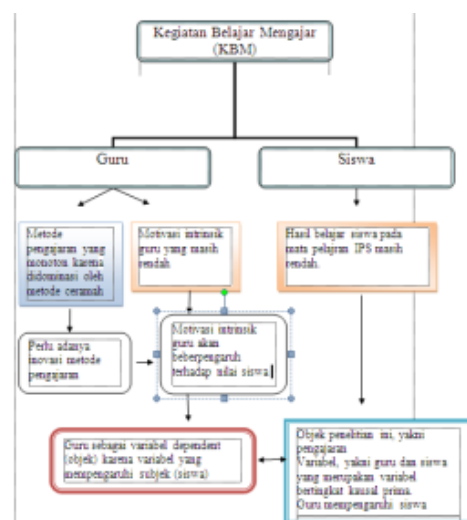 Kegiatan Belajar Mengajar
(KBM)
Guru
Siswa
Metode
pengajaran yang
monoton karena
didominasi oleh
metode ceramah
Motivasi intrinsik
guru yang masih
rendah
Hasil belajar siswa pada
mata pelajran IPS masih
rendah.
Perlu adanya
inovasi metode
pengajaran
Motivasi intrinsik
guru akan
beberpengaruh
terhadap nilai siswa
Guru sebagai variabel dependent
(objek) karena variabel yang
mempengaruhi subjek (siswa)
Objek penelitian ini, yakni
pengajaran
Variabel, yakni guru dan siswa
yang merupakan variabel
bertingkat kausal prima.
Guru mempengaruhi siswa